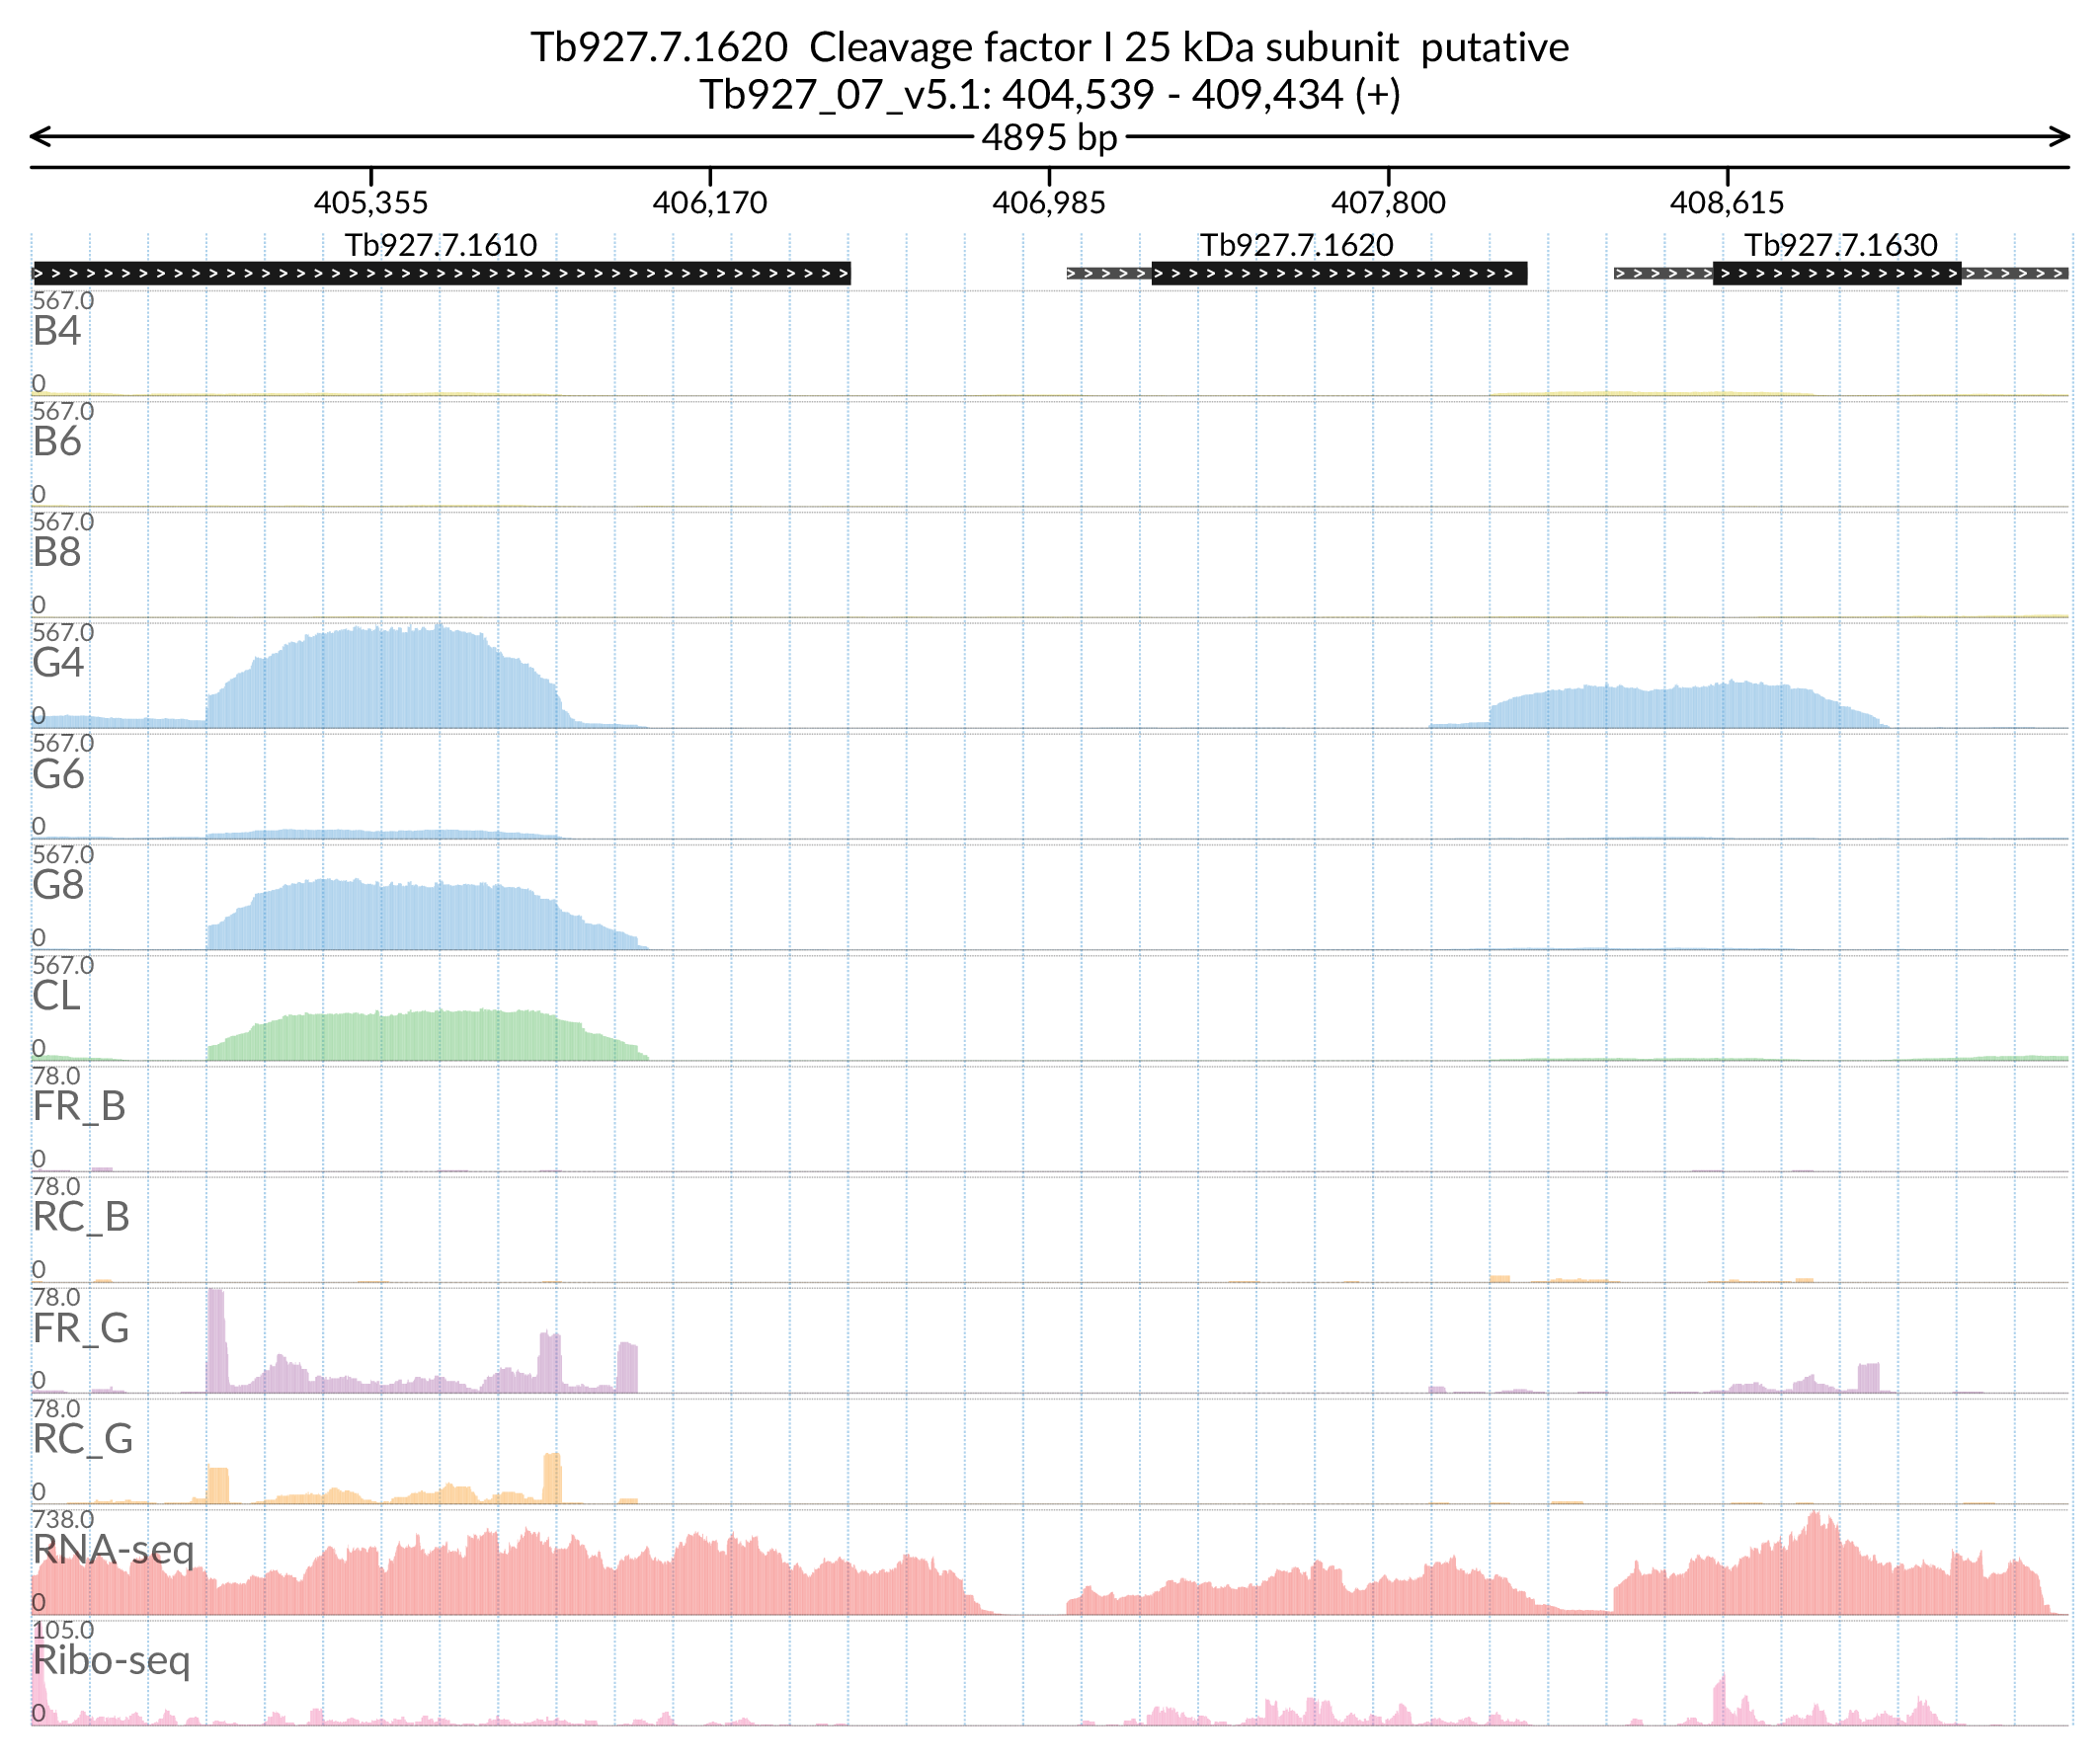 Tb927.7.1620  Cleavage factor I 25 kDa subunit  putative
Tb927_07_v5.1: 404,539 - 409,434 (+)
4895 bp
405,355 406,170 406,985 407,800 408,615
Tb927.7.1610 Tb927.7.1620 Tb927.7.1630
567.0
B4
0
567.0
B6
0
567.0
B8
0
567.0
G4
0
567.0
G6
0
567.0
G8
0
567.0
CL
0
78.0
FR_B
0
78.0
RC_B
0
78.0
FR_G
0
78.0
RC_G
0
738.0
RNA-seq
0
105.0
Ribo-seq
0